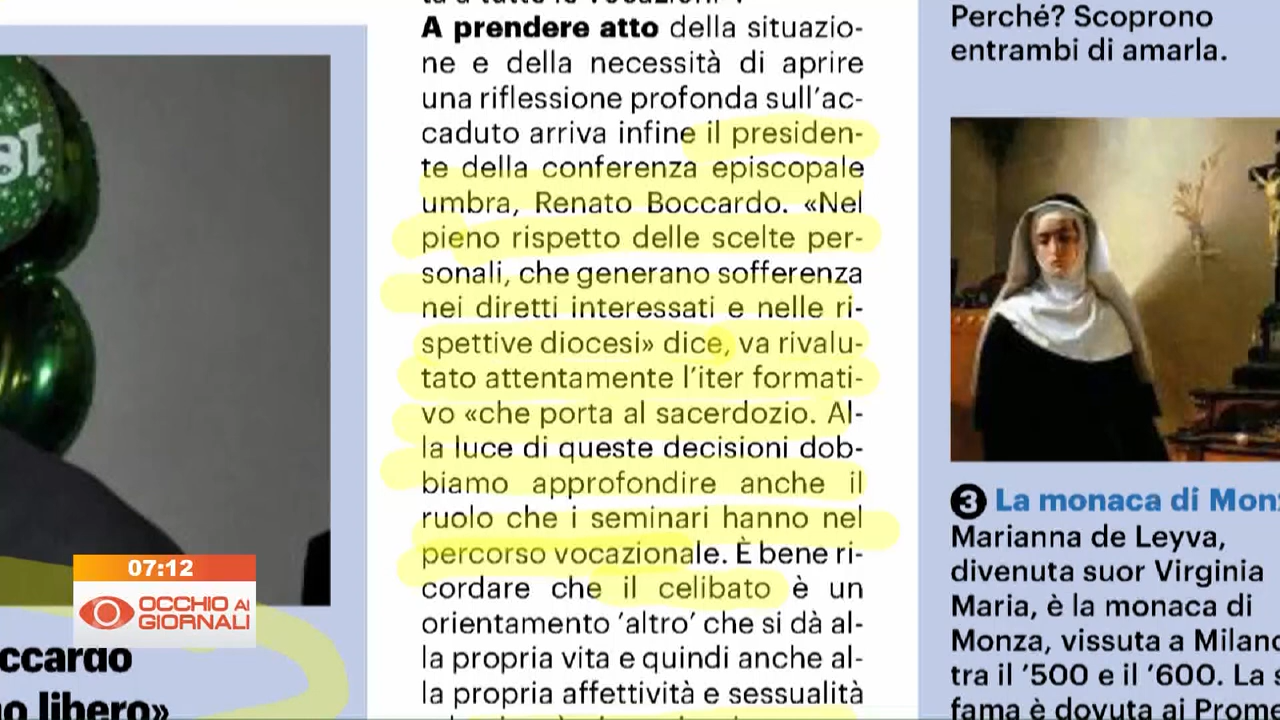 A prendere atto della situazio-
ne e della necessità di aprire
una riflessione profonda sull'ac-
caduto arriva infine il presiden-
te della conferenza episcopale
umbra, Renato Boccardo. «Nel
pieno rispetto delle scelte per-
sonali, che generano sofferenza
nei diretti interessati e nelle ri-
spettive diocesi» dice, va rivalu-
tato attentamente l'iter formati-
vo «che porta al sacerdozio. Al-
la luce di queste decisioni dob-
biamo approfondire anche il
ruolo che i seminari hanno nel
percorso vocazionale. È bene ri-
cordare che il celibato è un
orientamento 'altro' che si dà al-
la propria vita e quindi anche al-
la propria affettività e sessualità
Perché? Scoprono
entrambi di amarla.
3 La monaca di Monz
Marianna de Leyva,
divenuta suor Virginia
Maria, è la monaca di
Monza, vissuta a Milano
tra il '500 e il '600. La s
fama è dovuta ai Prome
18
07:12
OCCHIO AI
GIORNALI
ccardo
o libero»